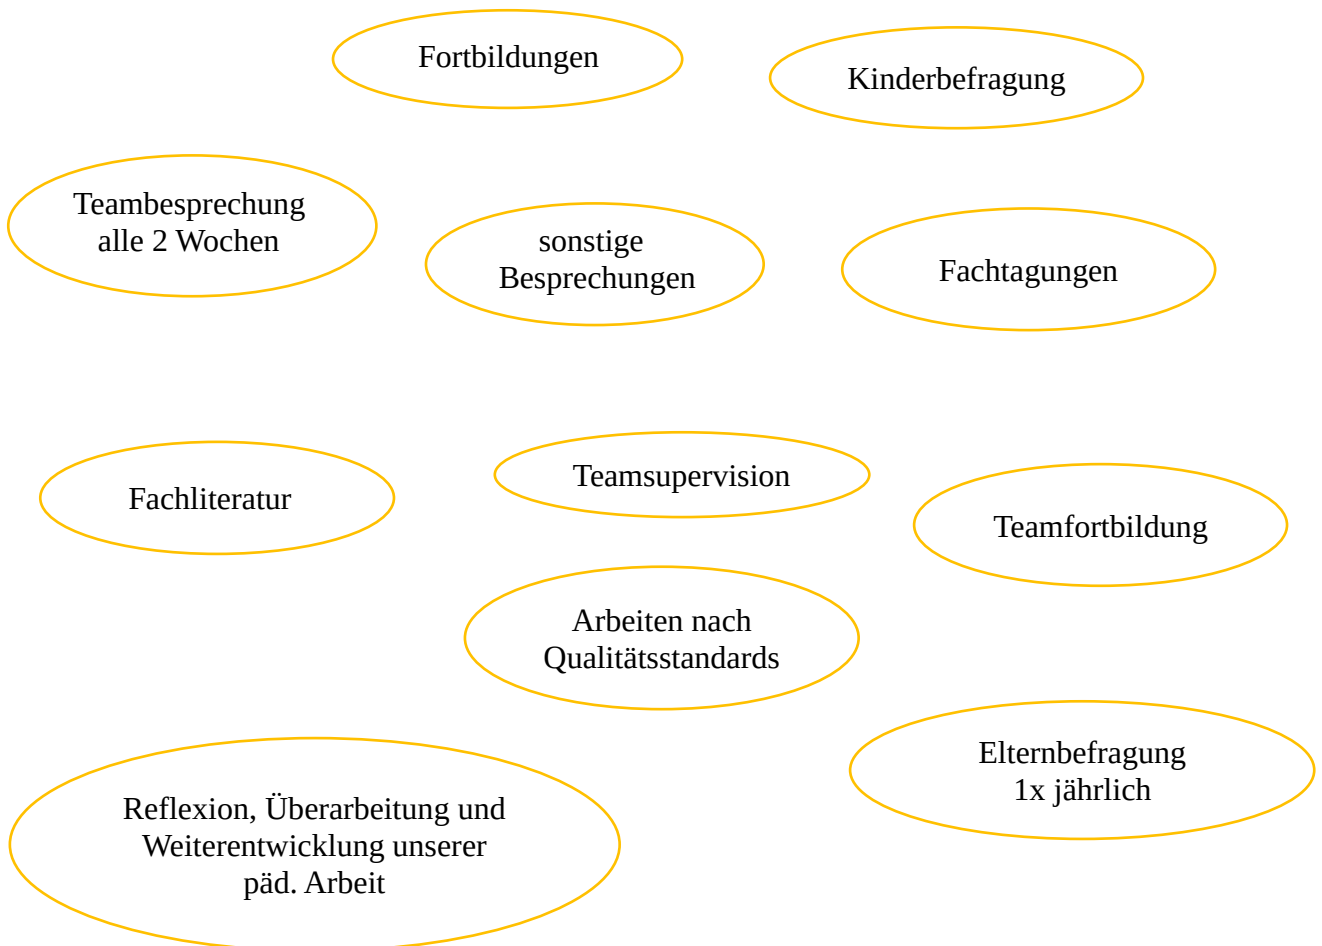 Fortbildungen
Kinderbefragung
Teambesprechung
alle 2 Wochen
sonstige
Besprechungen
Fachtagungen
Fachliteratur
Teamsupervision
Teamfortbildung
Arbeiten nach
Qualitätsstandards
Elternbefragung
1x jährlich
Reflexion, Überarbeitung und
Weiterentwicklung unserer
päd. Arbeit